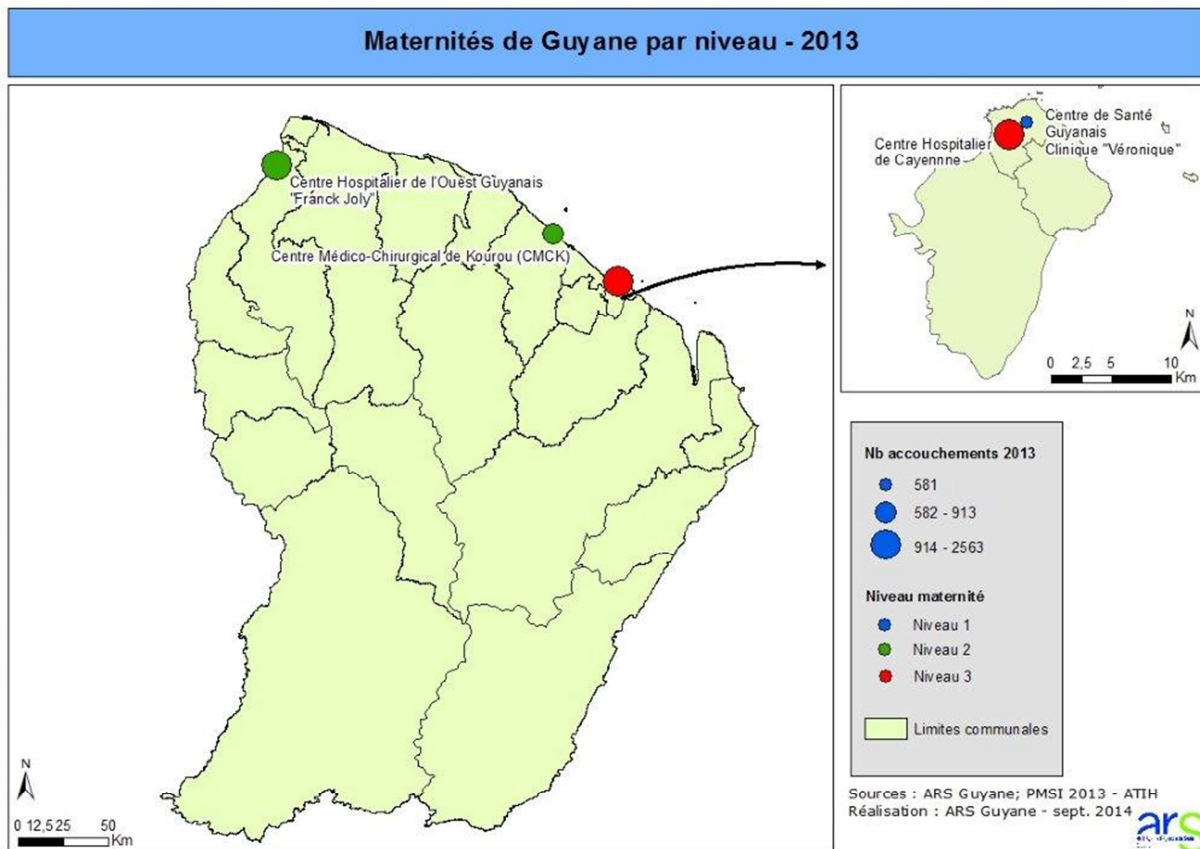 Maternités de Guyane par niveau - 2013
Centre Hospitalier de l'Ouest Guyanais
"Franck Joly"
Centre Médico-Chirurgical de Kourou (CMCK)
N
0 12,5 25 50
Km
Centre Hospitalier
de Cayennne
Centre de Santé
Guyanais
Clinique "Véronique"
N
0 2,5 5 10
Km
Nb accouchements 2013
581
582 - 913
914 - 2563
Niveau maternité
Niveau 1
Niveau 2
Niveau 3
Limites communales
Sources : ARS Guyane; PMSI 2013 - ATIH
Réalisation : ARS Guyane - sept. 2014
ars